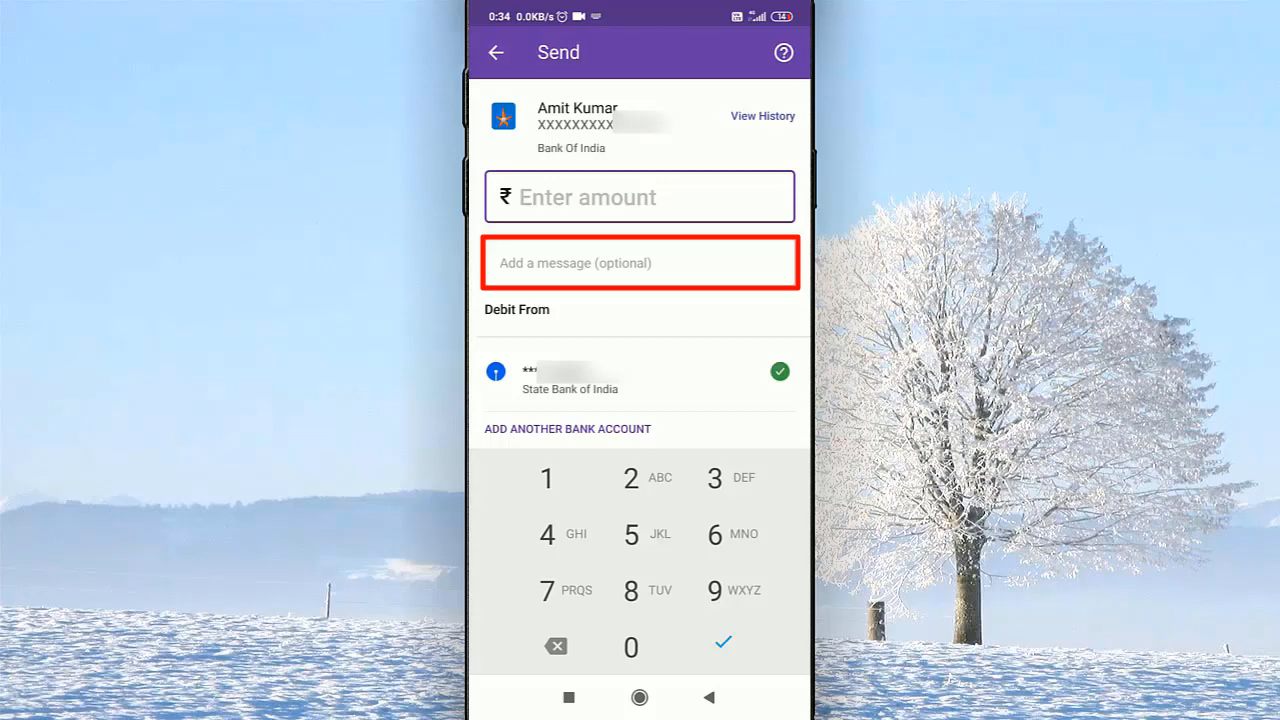 0:34 0.0KB/s 4G 14
Send
Amit Kumar
XXXXXXXXX
View History
Bank Of India
₹ Enter amount
Add a message (optional)
Debit From
***
State Bank of India
ADD ANOTHER BANK ACCOUNT
1 2 ABC 3 DEF
4 GHI 5 JKL 6 MNO
7 PRQS 8 TUV 9 WXYZ
0